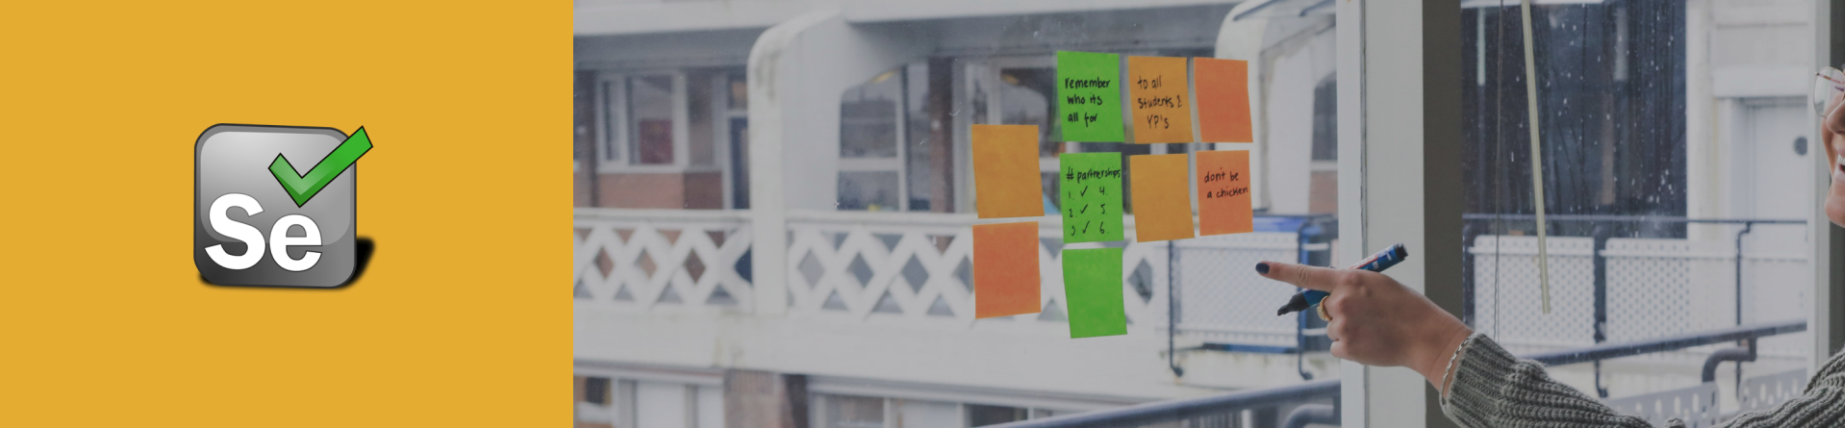 Se
remember
who its
all for
to all
students &
YP's
# partnerships
1. ✓ 4.
2. ✓ 5.
3 ✓ 6.
don't be
a chicken